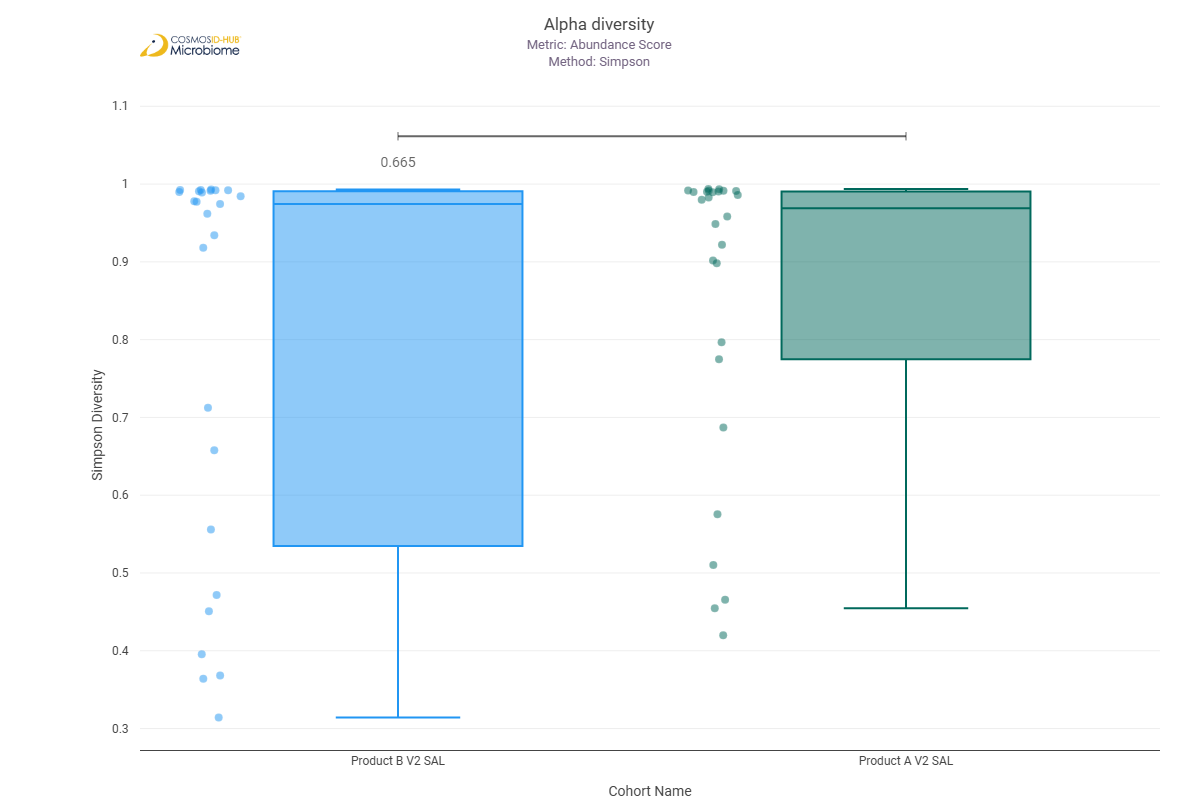 Alpha diversity
Metric: Abundance Score
Method: Simpson
COSMOSID-HUB
Microbiome
1.1
0.665
1
0.9
0.8
0.7
0.6
0.5
0.4
0.3
Simpson Diversity
Product B V2 SAL
Product A V2 SAL
Cohort Name